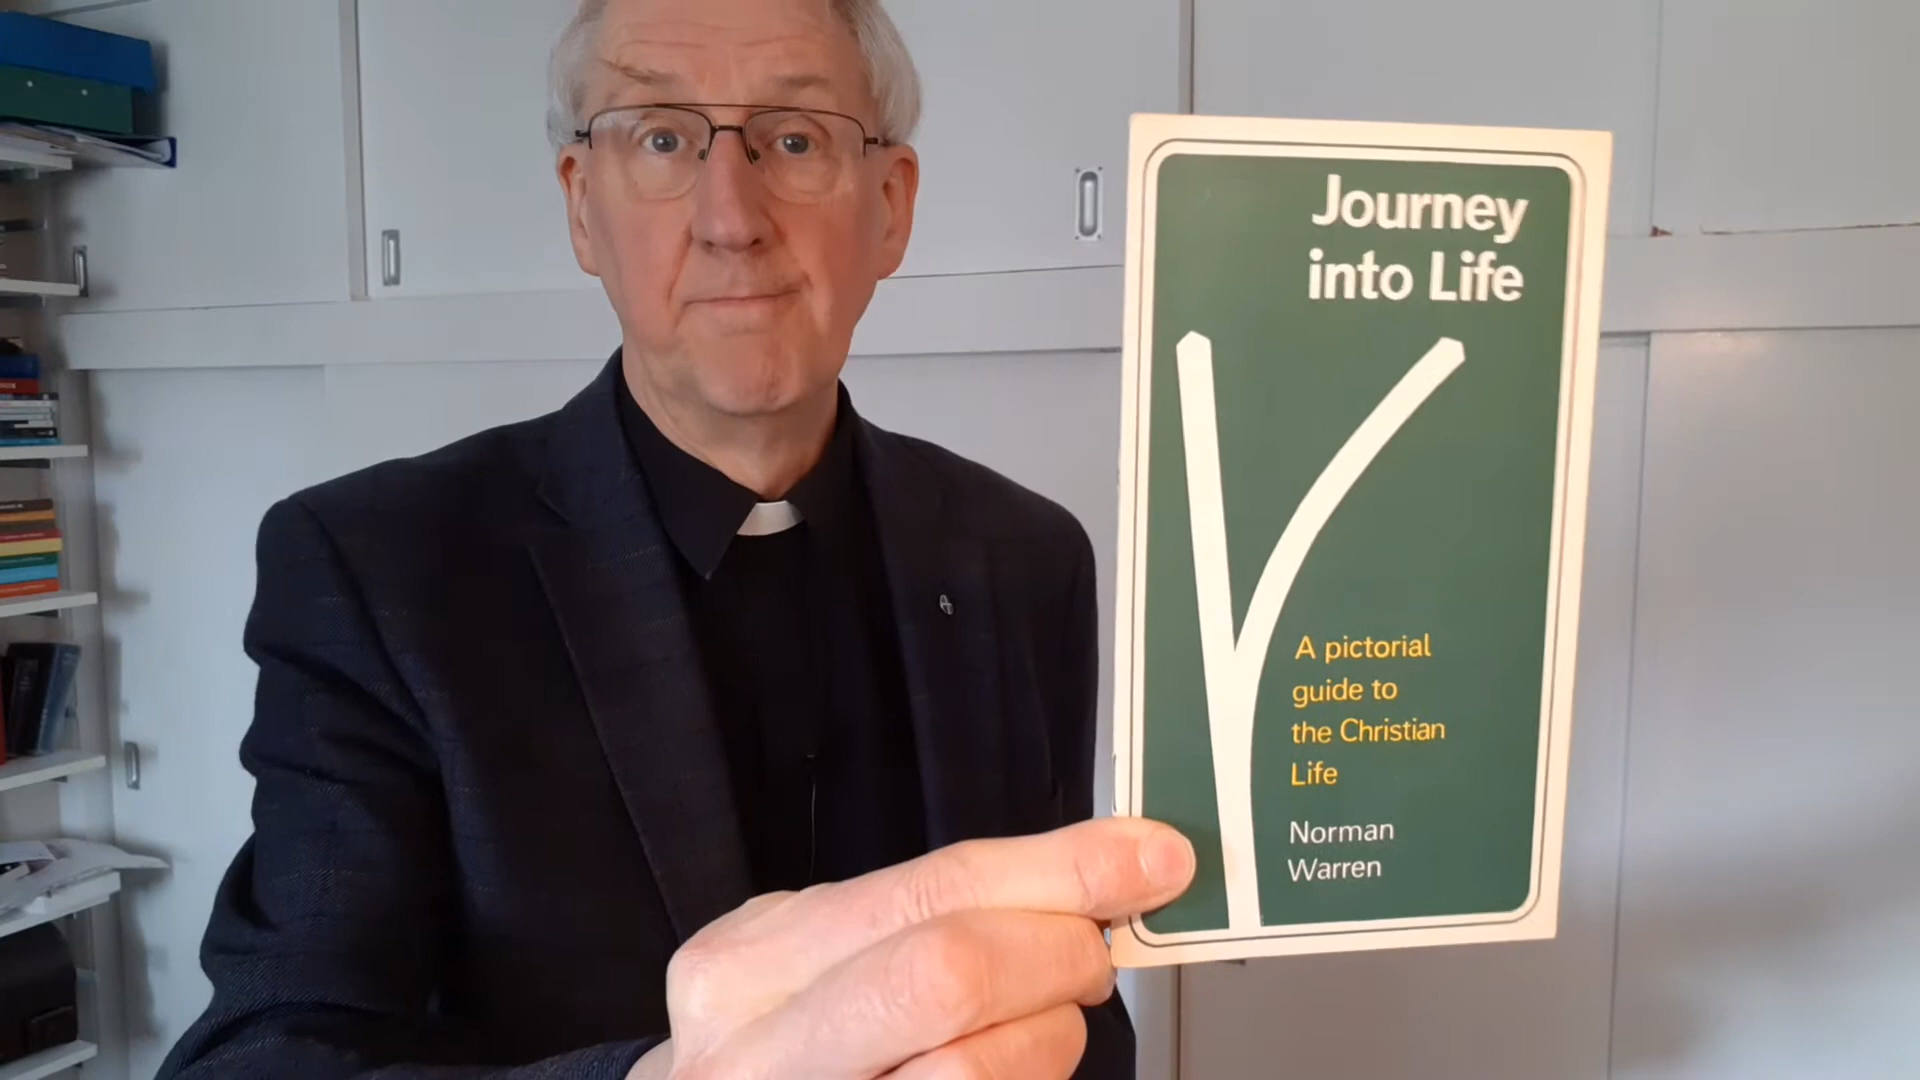 Journey
into Life
A pictorial
guide to
the Christian
Life
Norman
Warren